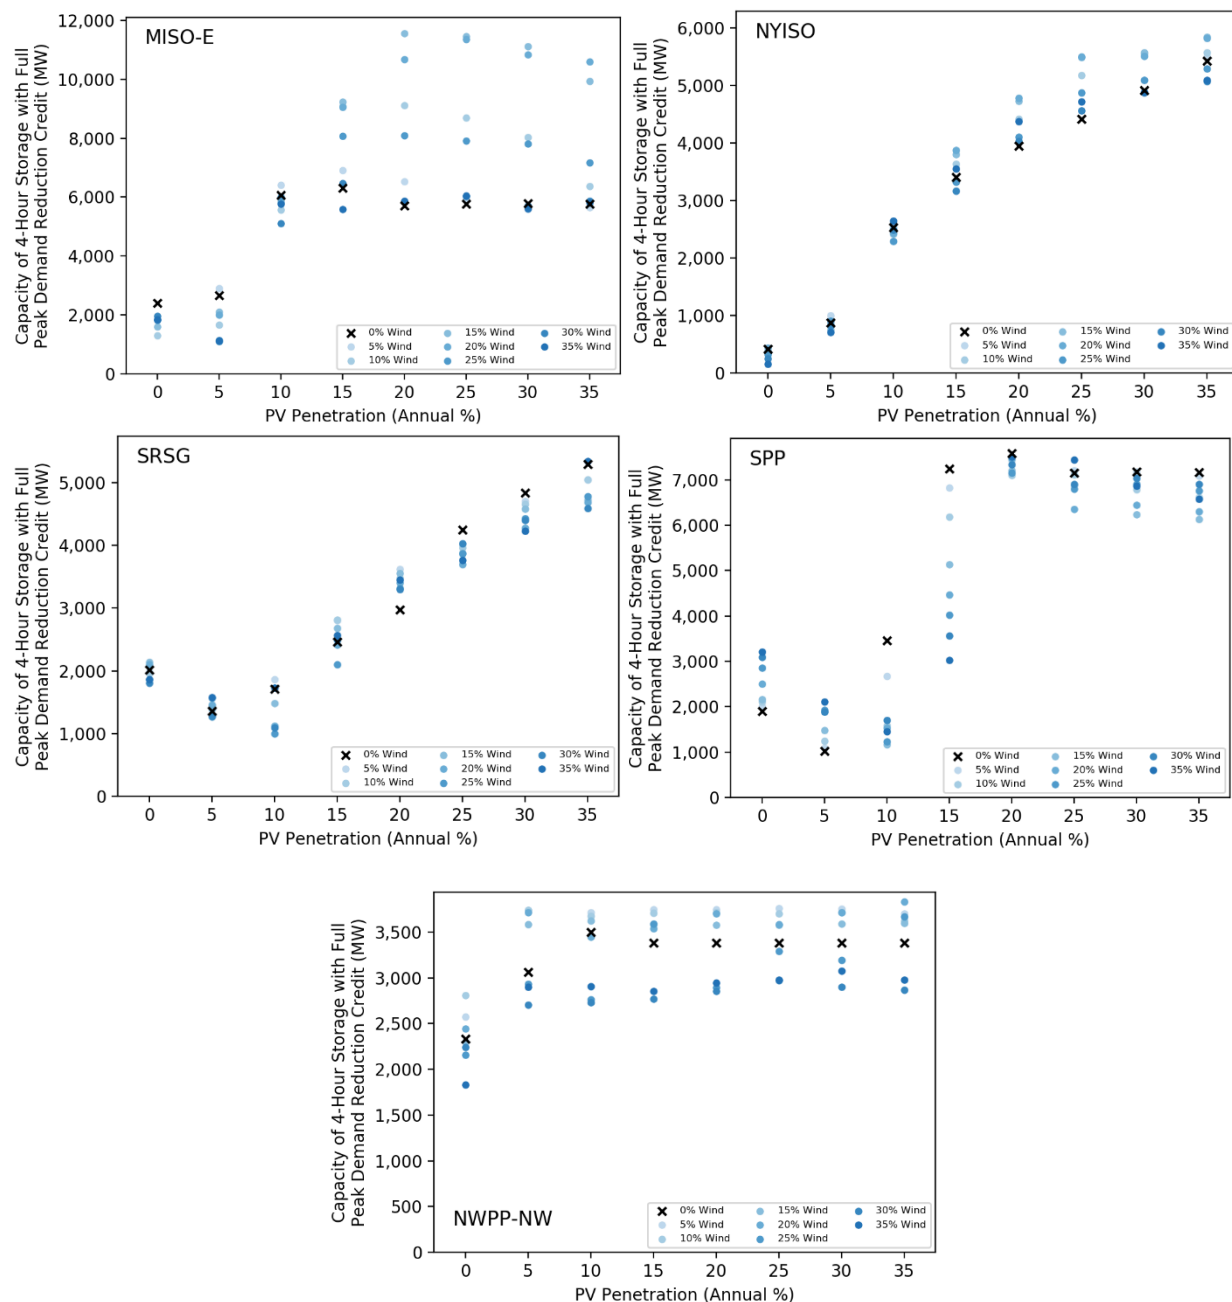 MISO-E
Capacity of 4-Hour Storage with Full
Peak Demand Reduction Credit (MW)
12,000
10,000
8,000
6,000
4,000
2,000
0
0 5 10 15 20 25 30 35
PV Penetration (Annual %)
0% Wind 15% Wind 30% Wind
5% Wind 20% Wind 35% Wind
10% Wind 25% Wind
NYISO
Capacity of 4-Hour Storage with Full
Peak Demand Reduction Credit (MW)
6,000
5,000
4,000
3,000
2,000
1,000
0
0 5 10 15 20 25 30 35
PV Penetration (Annual %)
0% Wind 15% Wind 30% Wind
5% Wind 20% Wind 35% Wind
10% Wind 25% Wind
SRSG
Capacity of 4-Hour Storage with Full
Peak Demand Reduction Credit (MW)
5,000
4,000
3,000
2,000
1,000
0
0 5 10 15 20 25 30 35
PV Penetration (Annual %)
0% Wind 15% Wind 30% Wind
5% Wind 20% Wind 35% Wind
10% Wind 25% Wind
SPP
Capacity of 4-Hour Storage with Full
Peak Demand Reduction Credit (MW)
7,000
6,000
5,000
4,000
3,000
2,000
1,000
0
0 5 10 15 20 25 30 35
PV Penetration (Annual %)
0% Wind 15% Wind 30% Wind
5% Wind 20% Wind 35% Wind
10% Wind 25% Wind
NWPP-NW
Capacity of 4-Hour Storage with Full
Peak Demand Reduction Credit (MW)
3,500
3,000
2,500
2,000
1,500
1,000
500
0
0 5 10 15 20 25 30 35
PV Penetration (Annual %)
0% Wind 15% Wind 30% Wind
5% Wind 20% Wind 35% Wind
10% Wind 25% Wind